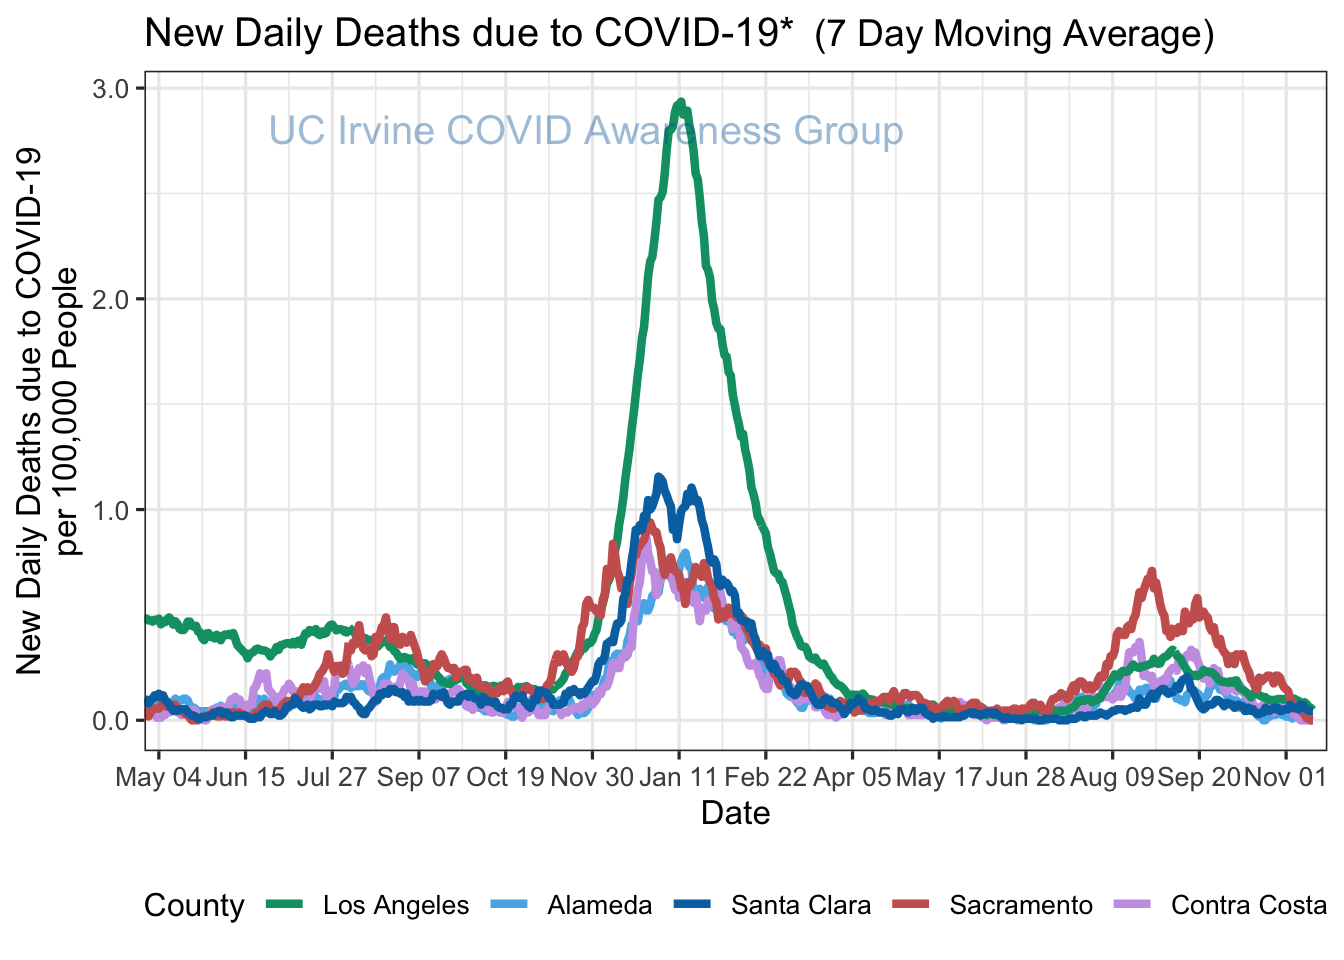 New Daily Deaths due to COVID-19* (7 Day Moving Average)
UC Irvine COVID Awareness Group
New Daily Deaths due to COVID-19
per 100,000 People
3.0
2.0
1.0
0.0
May 04 Jun 15 Jul 27 Sep 07 Oct 19 Nov 30 Jan 11 Feb 22 Apr 05 May 17 Jun 28 Aug 09 Sep 20 Nov 01
Date
County Los Angeles Alameda Santa Clara Sacramento Contra Costa